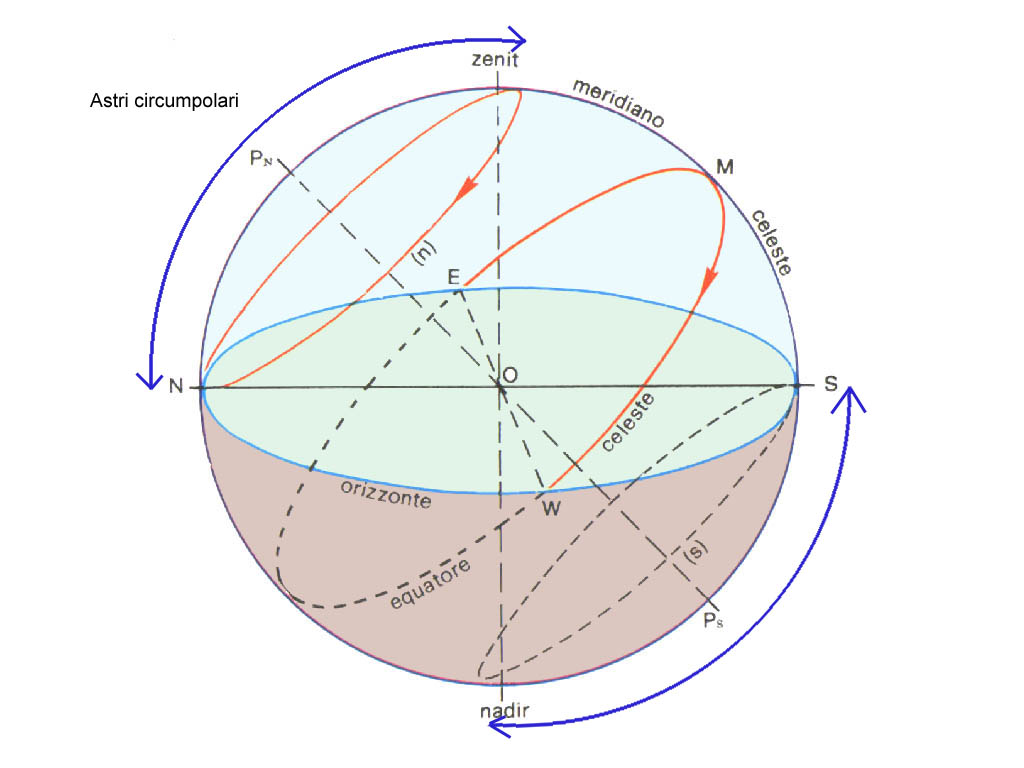 zenit
Astri circumpolari
meridiano
P_N
M
celeste
(n)
E
O
N
S
celeste
orizzonte
W
(s)
equatore
P_S
nadir